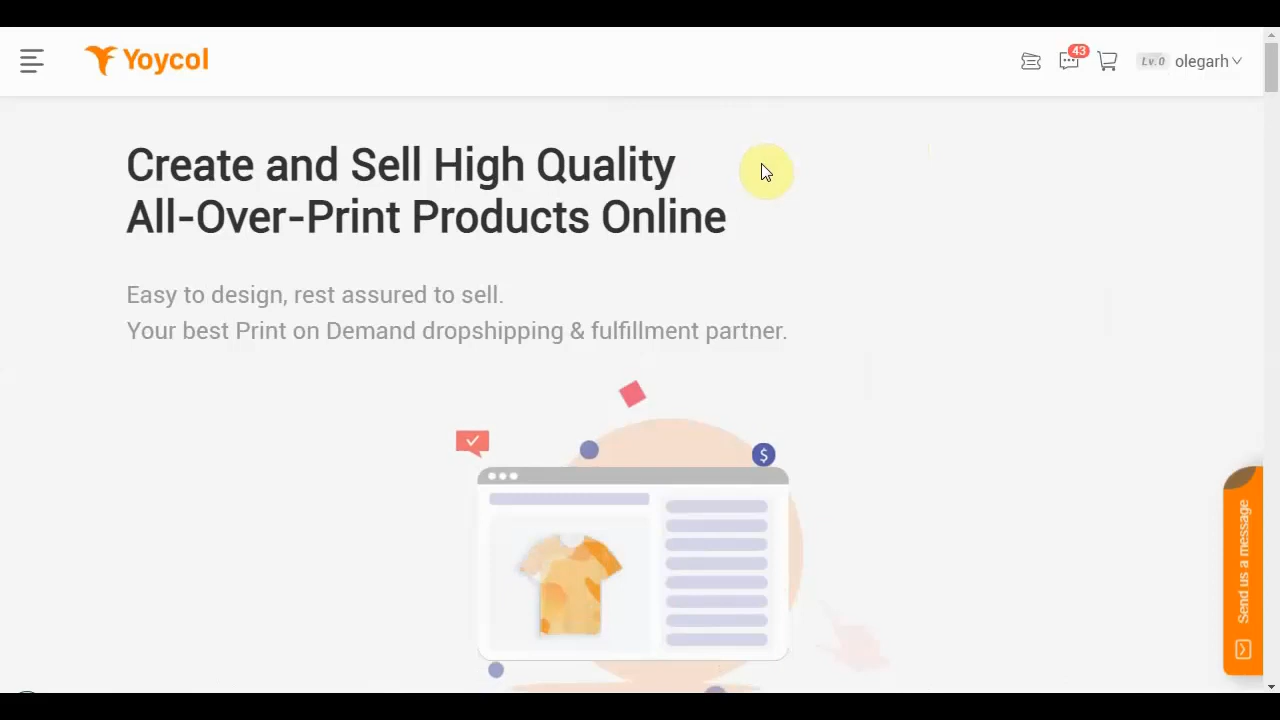 Yoycol
43
Lv.0 olegarh
Create and Sell High Quality
All-Over-Print Products Online
Easy to design, rest assured to sell.
Your best Print on Demand dropshipping & fulfillment partner.
$
Send us a message